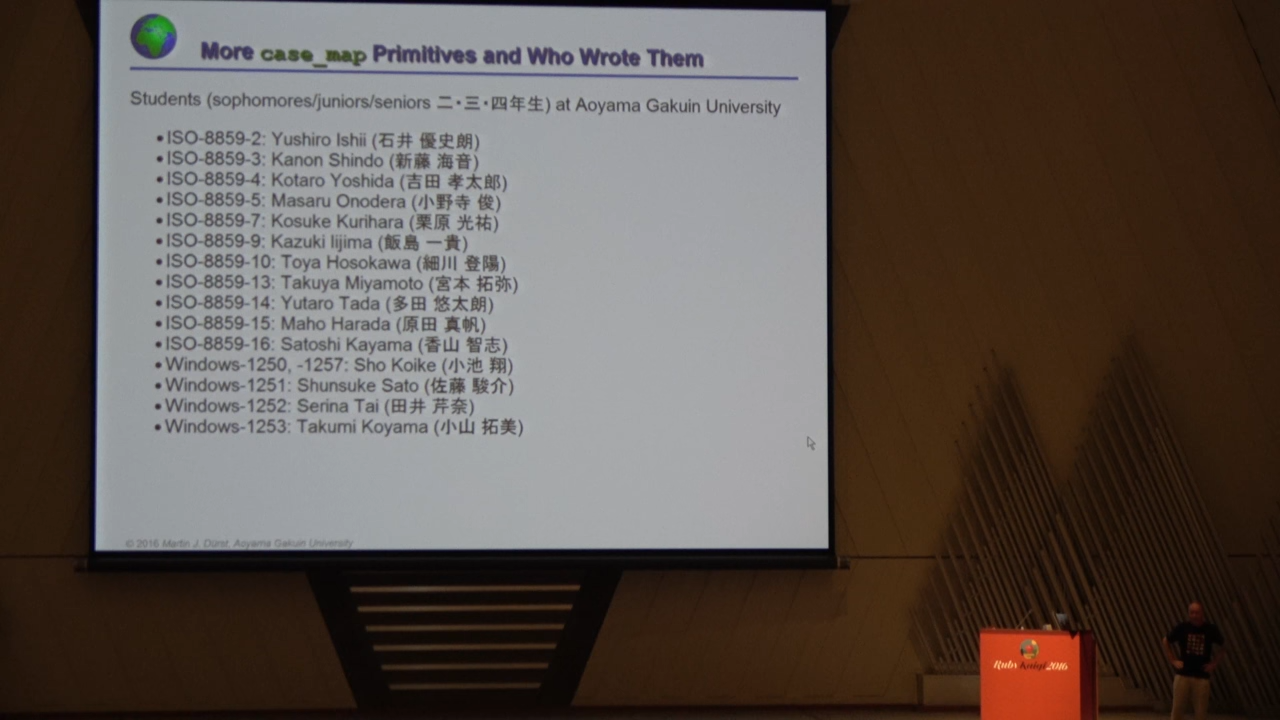 More case_map Primitives and Who Wrote Them
Students (sophomores/juniors/seniors 二・三・四年生) at Aoyama Gakuin University
• ISO-8859-2: Yushiro Ishii (石井 優史朗)
• ISO-8859-3: Kanon Shindo (新藤 海音)
• ISO-8859-4: Kotaro Yoshida (吉田 孝太郎)
• ISO-8859-5: Masaru Onodera (小野寺 俊)
• ISO-8859-7: Kosuke Kurihara (栗原 光祐)
• ISO-8859-9: Kazuki Iijima (飯島 一貴)
• ISO-8859-10: Toya Hosokawa (細川 登陽)
• ISO-8859-13: Takuya Miyamoto (宮本 拓弥)
• ISO-8859-14: Yutaro Tada (多田 悠太朗)
• ISO-8859-15: Maho Harada (原田 真帆)
• ISO-8859-16: Satoshi Kayama (香山 智志)
• Windows-1250, -1257: Sho Koike (小池 翔)
• Windows-1251: Shunsuke Sato (佐藤 駿介)
• Windows-1252: Serina Tai (田井 芹奈)
• Windows-1253: Takumi Koyama (小山 拓美)
© 2016 Martin J. Dürst, Aoyama Gakuin University
RubyKaigi 2016